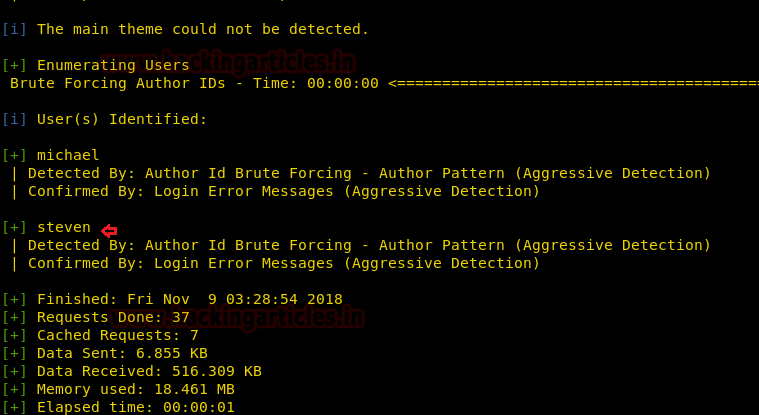 [i] The main theme could not be detected.
[+] Enumerating Users
www.hackingarticles.in
Brute Forcing Author IDs - Time: 00:00:00 <=========================================
[i] User(s) Identified:
[+] michael
| Detected By: Author Id Brute Forcing - Author Pattern (Aggressive Detection)
| Confirmed By: Login Error Messages (Aggressive Detection)
[+] steven
| Detected By: Author Id Brute Forcing - Author Pattern (Aggressive Detection)
| Confirmed By: Login Error Messages (Aggressive Detection)
[+] Finished: Fri Nov  9 03:28:54 2018
[+] Requests Done: 37
www.hackingarticles.in
[+] Cached Requests: 7
[+] Data Sent: 6.855 KB
[+] Data Received: 516.309 KB
[+] Memory used: 18.461 MB
[+] Elapsed time: 00:00:01